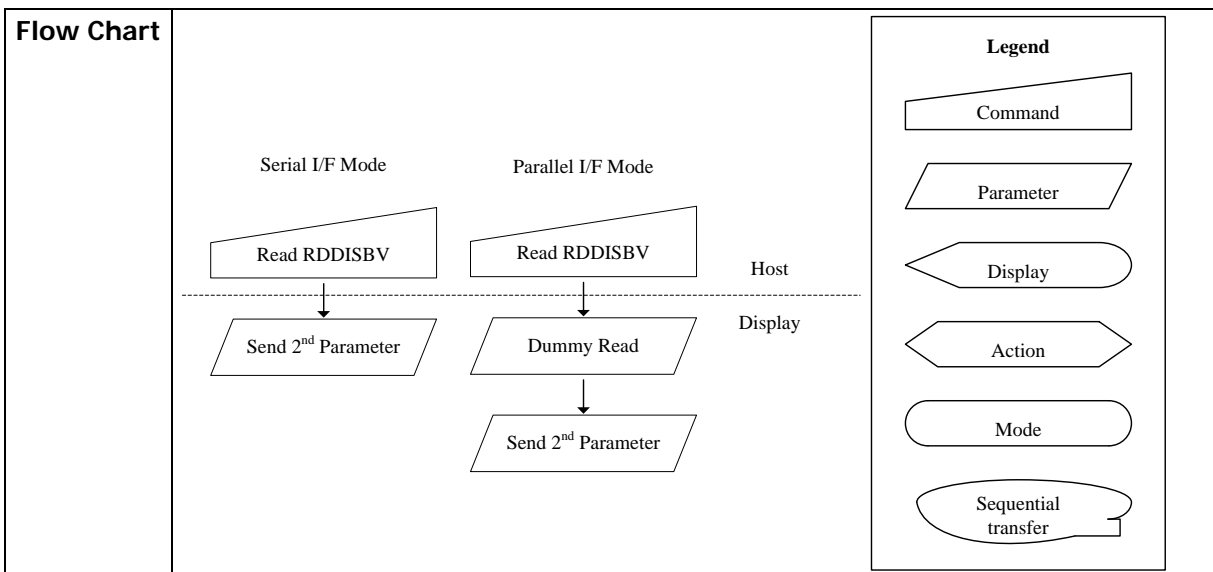 Flow Chart
Serial I/F Mode
Parallel I/F Mode
Read RDDISBV
Read RDDISBV
Host
Display
Send 2nd Parameter
Dummy Read
Send 2nd Parameter
Legend
Command
Parameter
Display
Action
Mode
Sequential
transfer